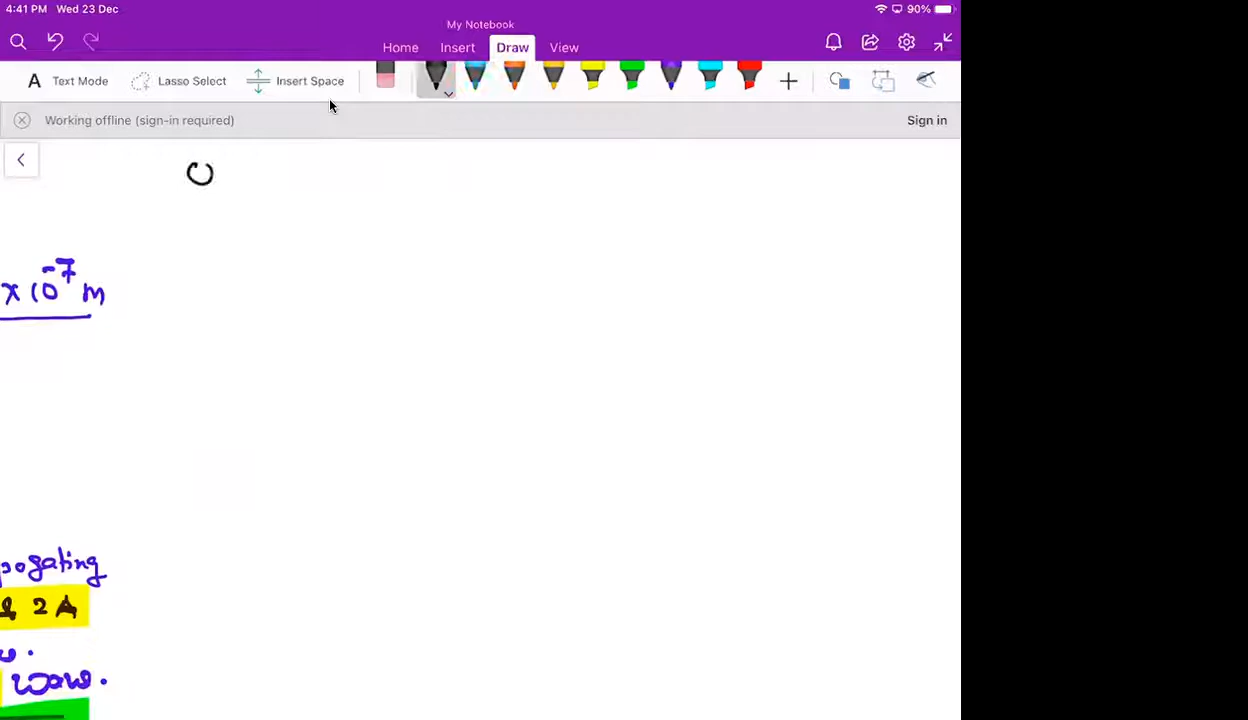 4:41 PM Wed 23 Dec
90%
My Notebook
Home Insert Draw View
A Text Mode Lasso Select Insert Space
Working offline (sign-in required) Sign in
x 10⁻⁷ m
pogating
2 A
wave.